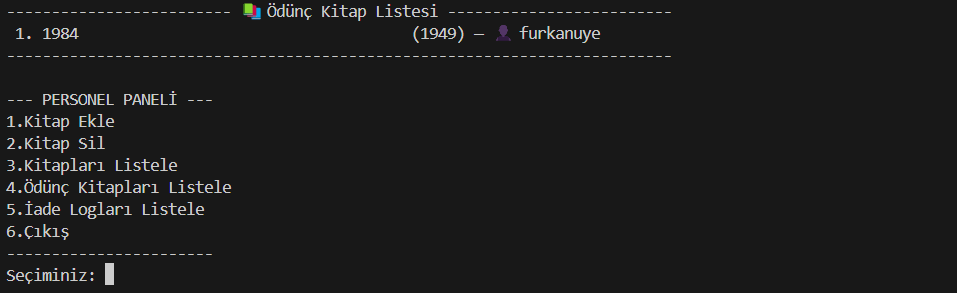 ------------------------- 📚 Ödünç Kitap Listesi -------------------------
 1. 1984                                     (1949) — 👤 furkanuye
--------------------------------------------------------------------------
--- PERSONEL PANELİ ---
1.Kitap Ekle
2.Kitap Sil
3.Kitapları Listele
4.Ödünç Kitapları Listele
5.İade Logları Listele
6.Çıkış
-----------------------
Seçiminiz: